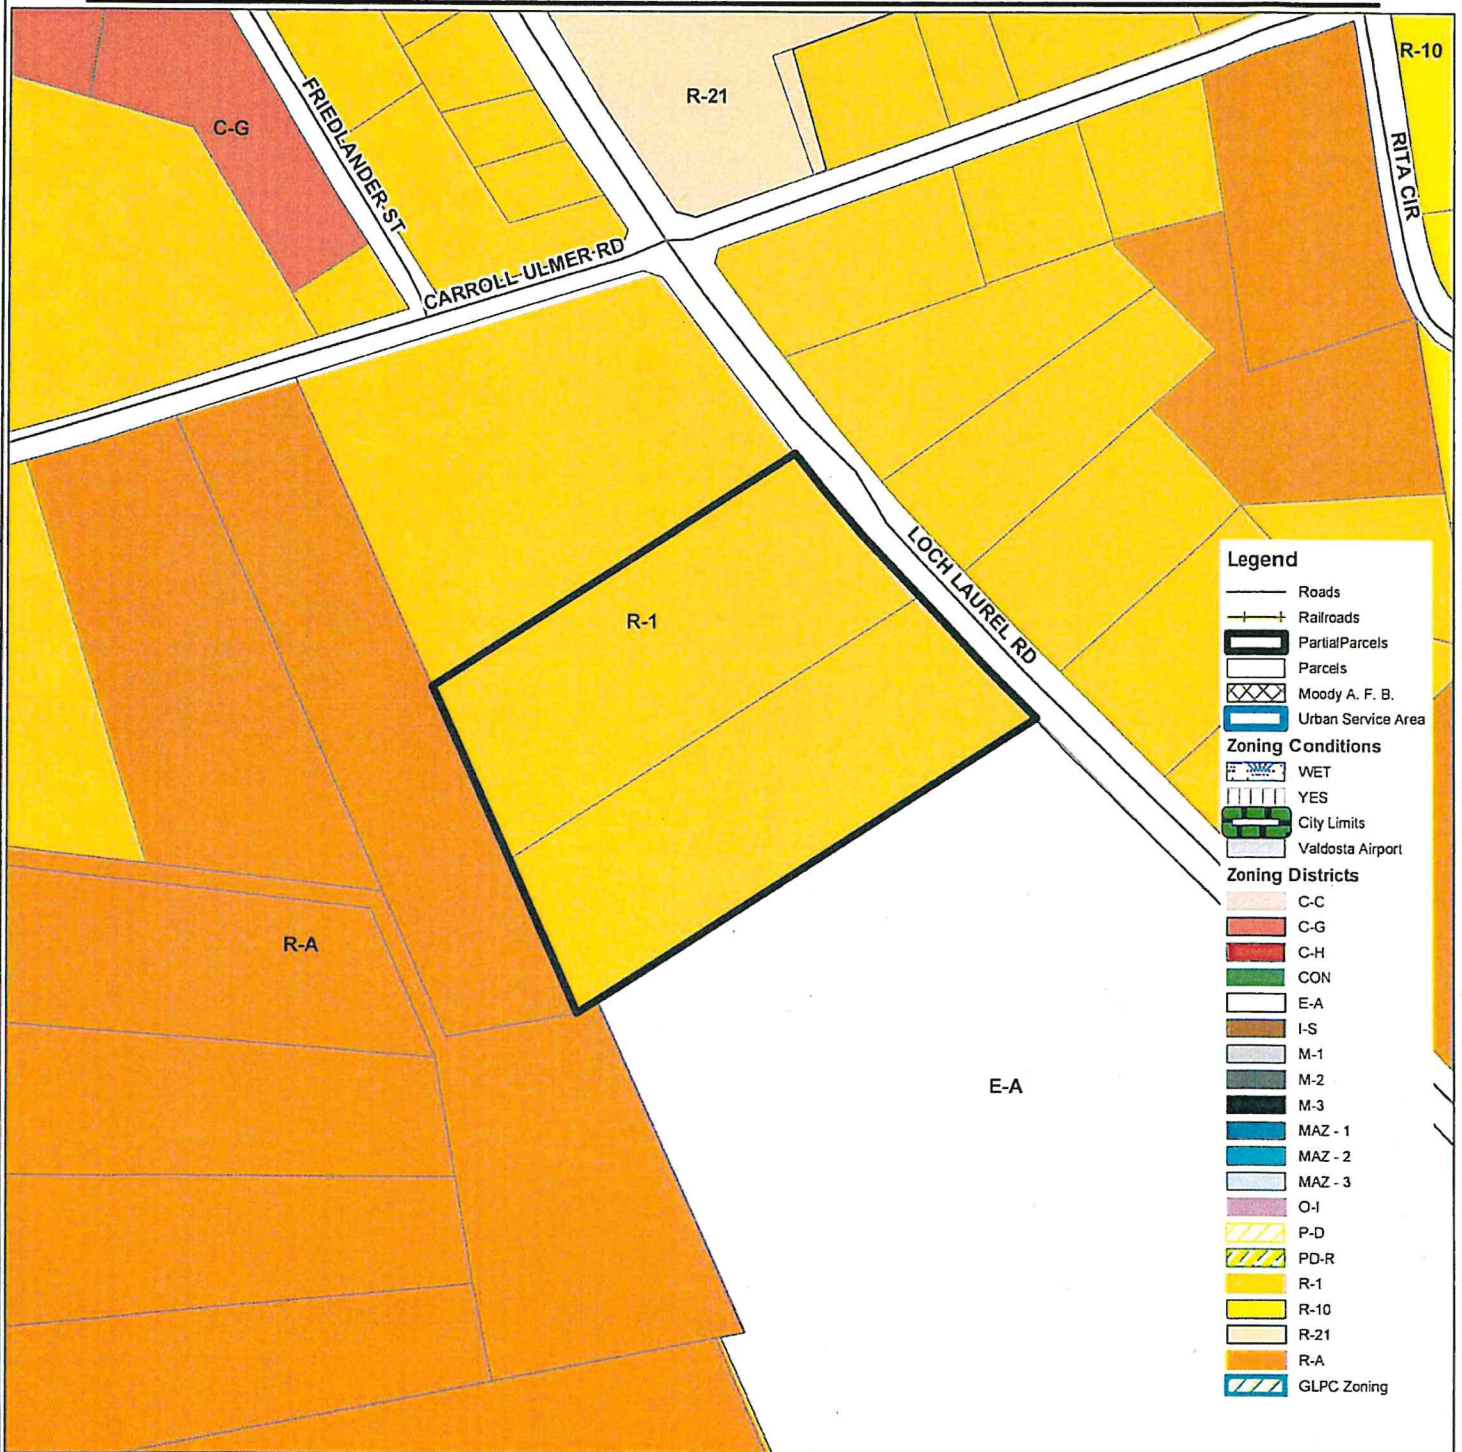 R-10
R-21
C-G
FRIEDLANDER ST
RITA CIR
CARROLL ULMER RD
LOCH LAUREL RD
R-1
R-A
E-A
Legend
Roads
Railroads
PartialParcels
Parcels
Moody A. F. B.
Urban Service Area
Zoning Conditions
WET
YES
City Limits
Valdosta Airport
Zoning Districts
C-C
C-G
C-H
CON
E-A
I-S
M-1
M-2
M-3
MAZ - 1
MAZ - 2
MAZ - 3
O-I
P-D
PD-R
R-1
R-10
R-21
R-A
GLPC Zoning